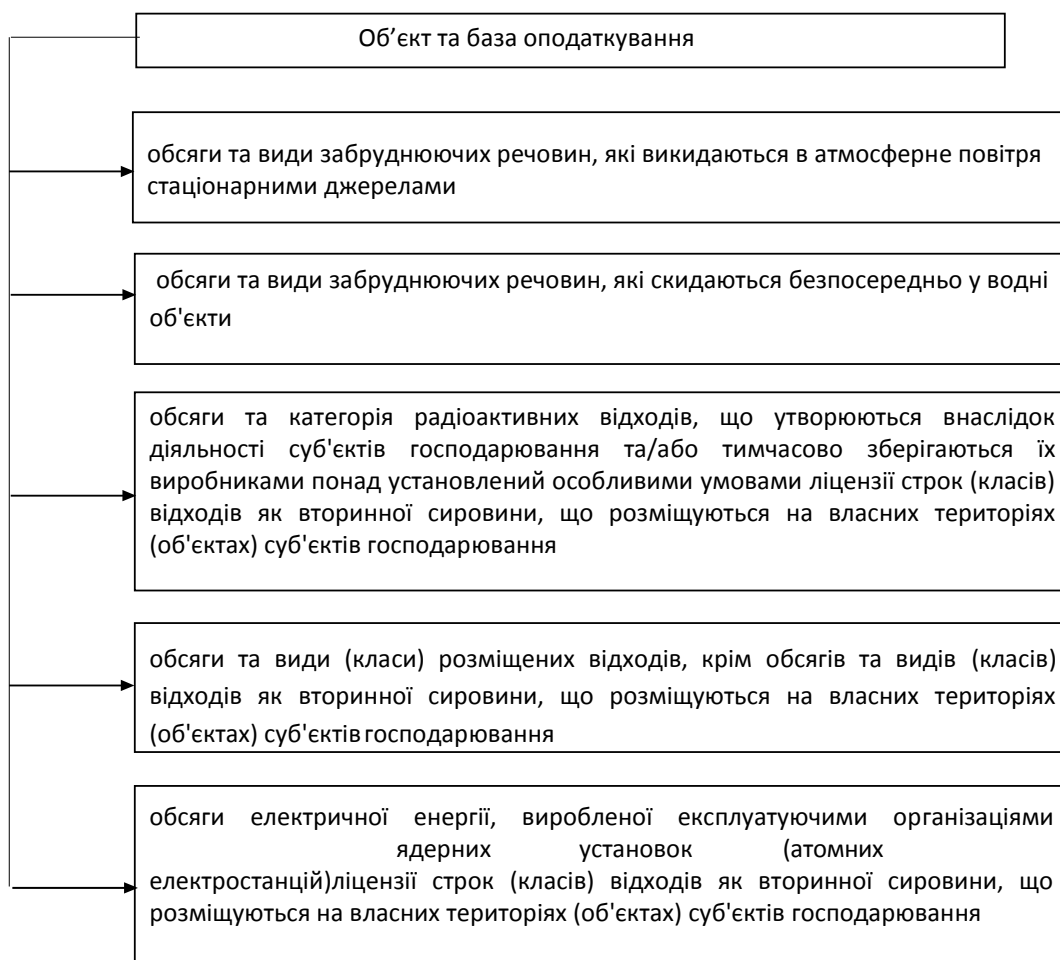 Об’єкт та база оподаткування
обсяги та види забруднюючих речовин, які викидаються в атмосферне повітря
стаціонарними джерелами
обсяги та види забруднюючих речовин, які скидаються безпосередньо у водні
об'єкти
обсяги та категорія радіоактивних відходів, що утворюються внаслідок
діяльності суб'єктів господарювання та/або тимчасово зберігаються їх
виробниками понад установлений особливими умовами ліцензії строк (класів)
відходів як вторинної сировини, що розміщуються на власних територіях
(об'єктах) суб'єктів господарювання
обсяги та види (класи) розміщених відходів, крім обсягів та видів (класів)
відходів як вторинної сировини, що розміщуються на власних територіях
(об'єктах) суб'єктів господарювання
обсяги електричної енергії, виробленої експлуатуючими організаціями
ядерних установок (атомних
електростанцій)ліцензії строк (класів) відходів як вторинної сировини, що
розміщуються на власних територіях (об'єктах) суб'єктів господарювання